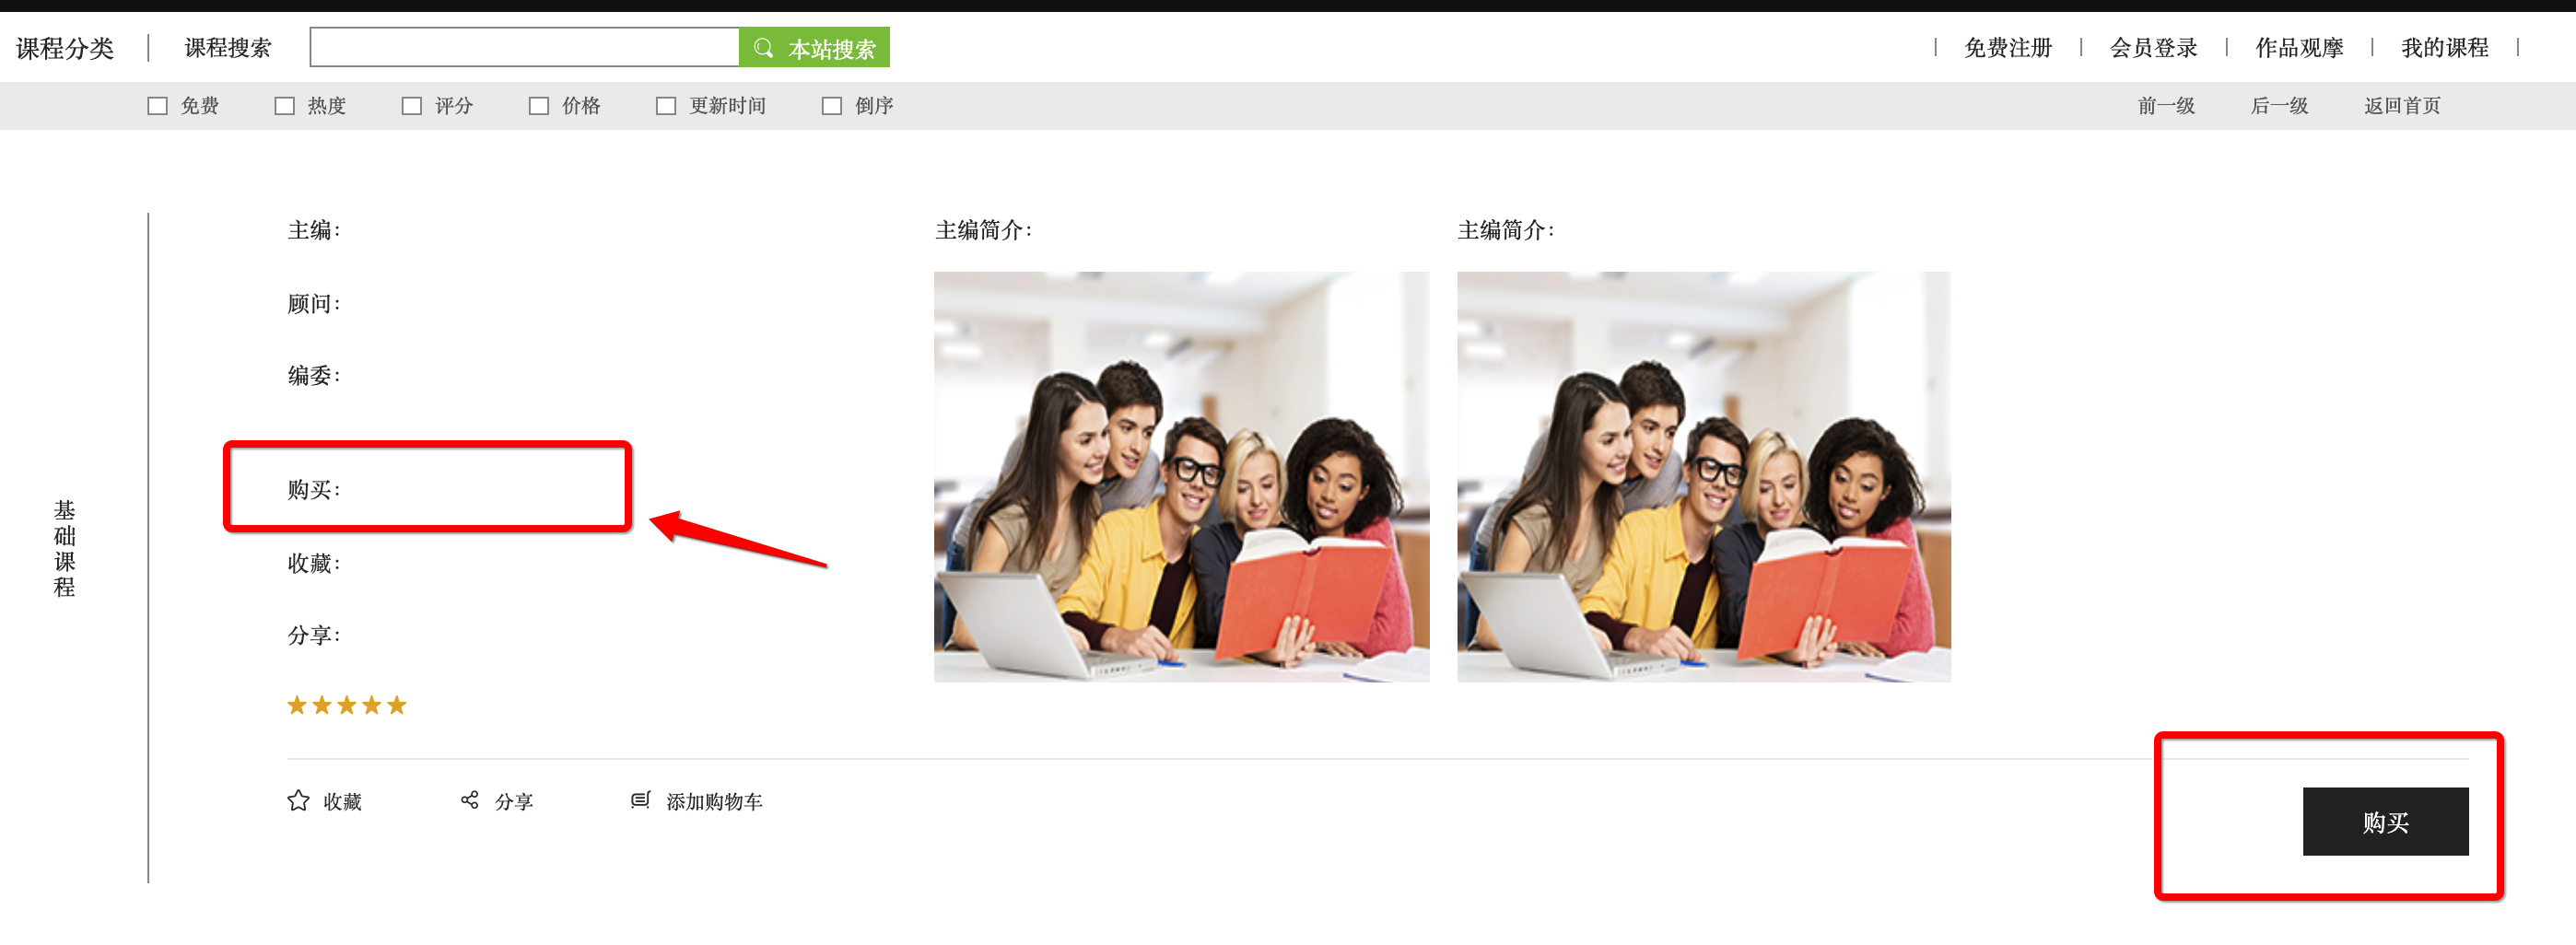 课程分类 课程搜索 本站搜索 免费注册 会员登录 作品观摩 我的课程
免费 热度 评分 价格 更新时间 倒序 前一级 后一级 返回首页
主编： 主编简介： 主编简介：
顾问：
编委：
购买：
基础课程
收藏：
分享：
收藏 分享 添加购物车 购买